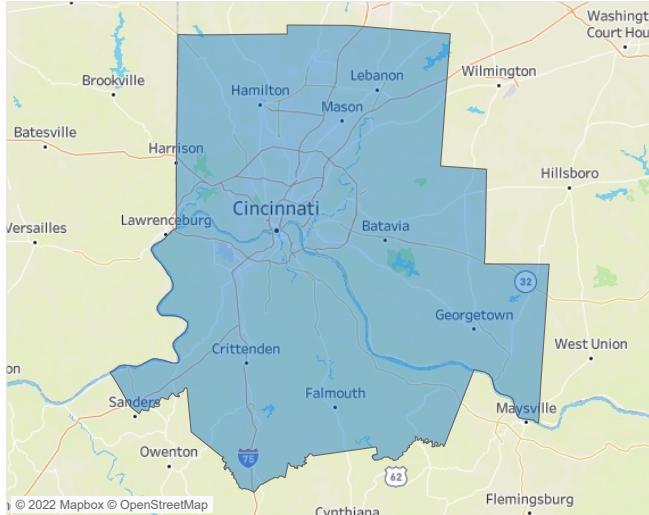 Washingt
Court Hou
Lebanon
Wilmington
Brookville
Hamilton
Mason
Batesville
Harrison
Hillsboro
Cincinnati
Lawrenceburg
Batavia
Versailles
32
Georgetown
West Union
Crittenden
on
Falmouth
Sanders
Maysville
Owenton
75
62
Flemingsburg
Cynthiana
© 2022 Mapbox © OpenStreetMap